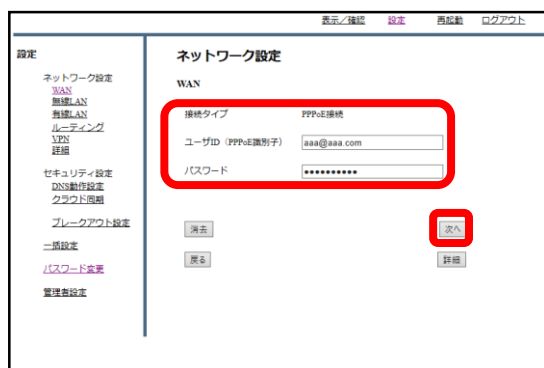 表示／確認 設定 再起動 ログアウト
設定
ネットワーク設定
WAN
無線LAN
有線LAN
ルーティング
VPN
詳細
セキュリティ設定
DNS動作設定
クラウド同期
ブレークアウト設定
一括設定
パスワード変更
管理者設定
ネットワーク設定
WAN
接続タイプ PPPoE接続
ユーザID（PPPoE識別子） aaa@aaa.com
パスワード ••••••••••
消去 次へ
戻る 詳細